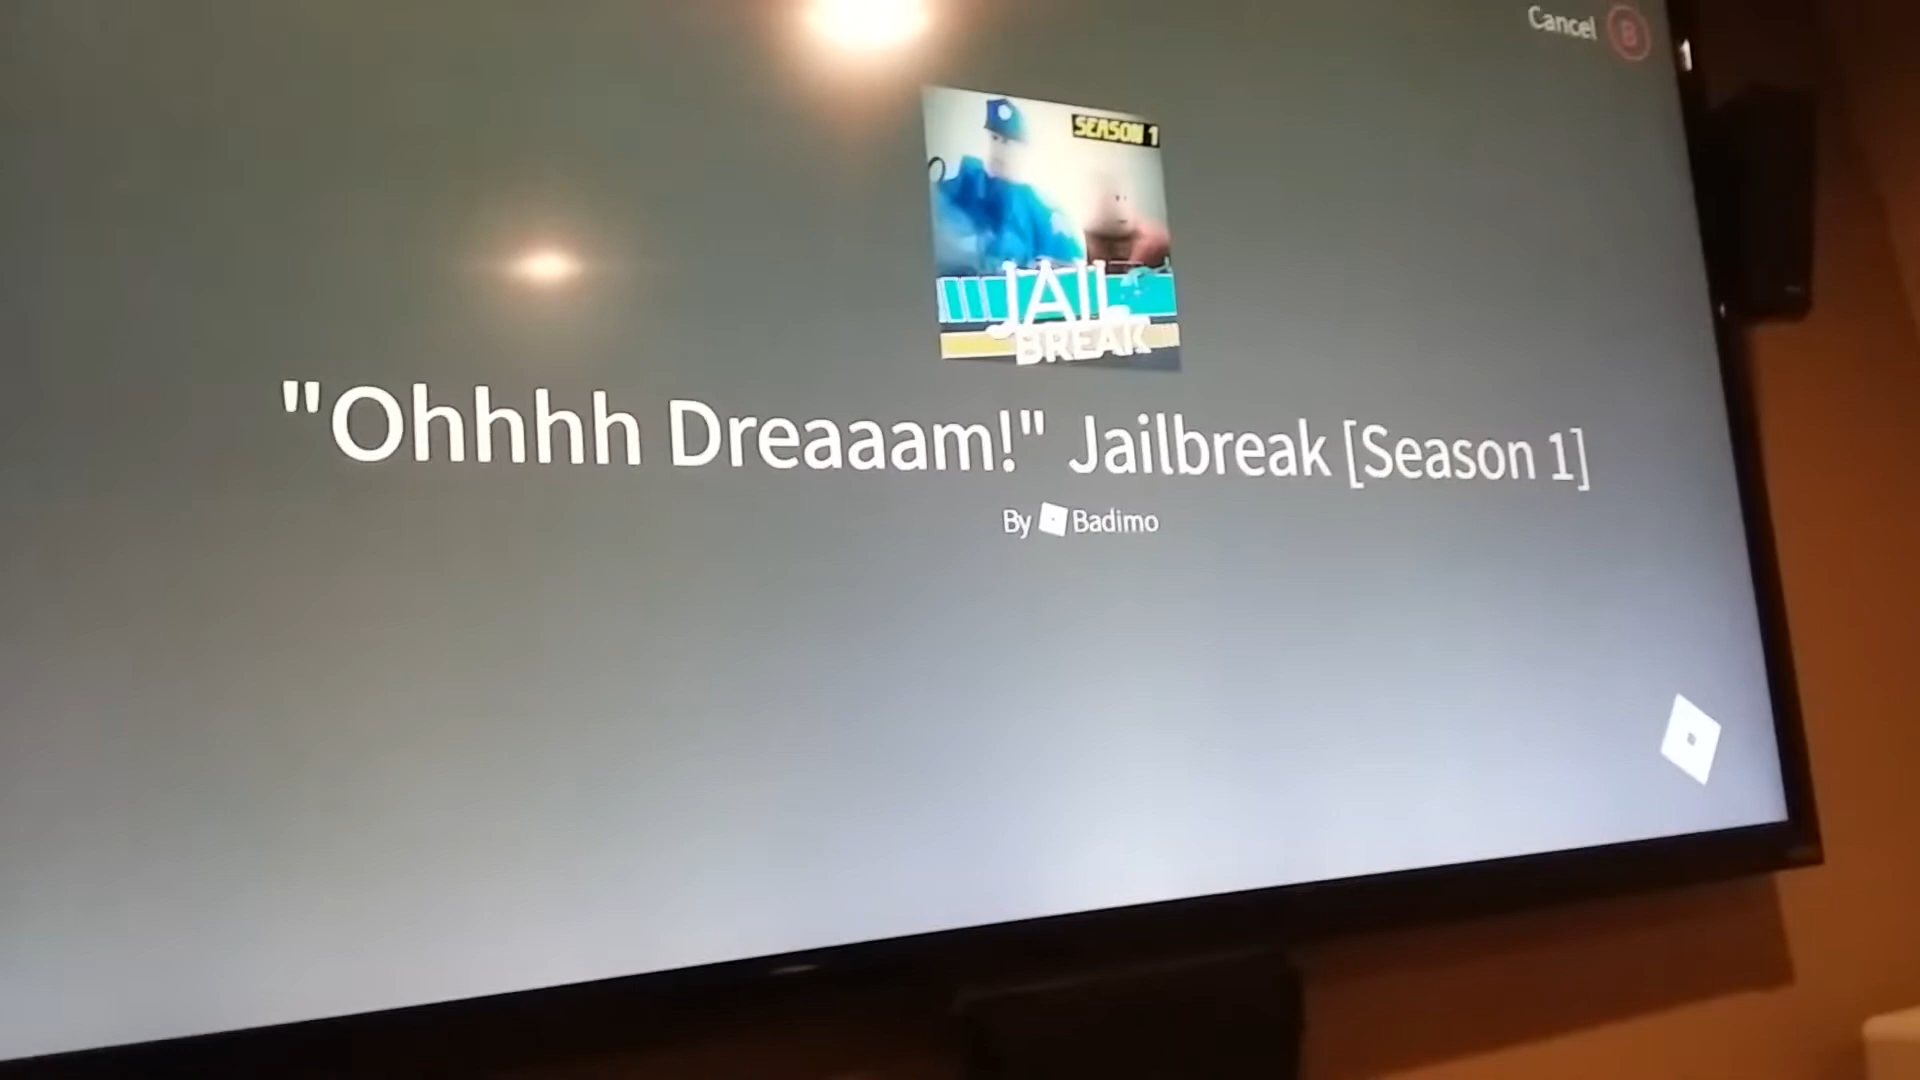 Cancel B
SEASON 1
JAIL
BREAK
"Ohhhh Dreaaam!" Jailbreak [Season 1]
By Badimo